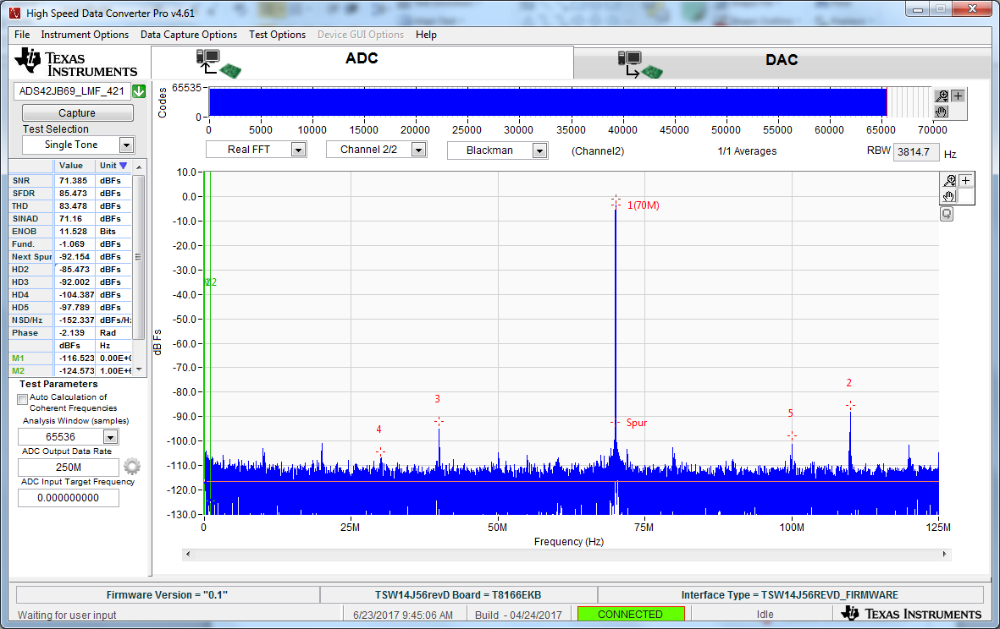 High Speed Data Converter Pro v4.61
File Instrument Options Data Capture Options Test Options Device GUI Options Help
TEXAS INSTRUMENTS
ADC
DAC
ADS42JB69_LMF_421
Capture
Test Selection
Single Tone
Value Unit
SNR 71.385 dBFs
SFDR 85.473 dBFs
THD 83.478 dBFs
SINAD 71.16 dBFs
ENOB 11.528 Bits
Fund. -1.069 dBFs
Next Spur -92.154 dBFs
HD2 -85.473 dBFs
HD3 -92.002 dBFs
HD4 -104.387 dBFs
HD5 -97.789 dBFs
NSD/Hz -152.337 dBFs/Hz
Phase -2.139 Rad
dBFs Hz
M1 -116.523 0.00E+0
M2 -124.573 1.00E+6
Test Parameters
Auto Calculation of
Coherent Frequencies
Analysis Window (samples)
65536
ADC Output Data Rate
250M
ADC Input Target Frequency
0.000000000
Codes
65535
0
0 5000 10000 15000 20000 25000 30000 35000 40000 45000 50000 55000 60000 65000 70000
Real FFT Channel 2/2 Blackman (Channel2) 1/1 Averages RBW 3814.7 Hz
dBFs
10.0
0.0
-10.0
-20.0
-30.0
-40.0
-50.0
-60.0
-70.0
-80.0
-90.0
-100.0
-110.0
-120.0
-130.0
1(70M)
2
3
4
5
Spur
0 25M 50M 75M 100M 125M
Frequency (Hz)
Firmware Version = "0.1" TSW14J56revD Board = T8166EKB Interface Type = TSW14J56REVD_FIRMWARE
Waiting for user input 6/23/2017 9:45:06 AM Build - 04/24/2017 CONNECTED Idle TEXAS INSTRUMENTS